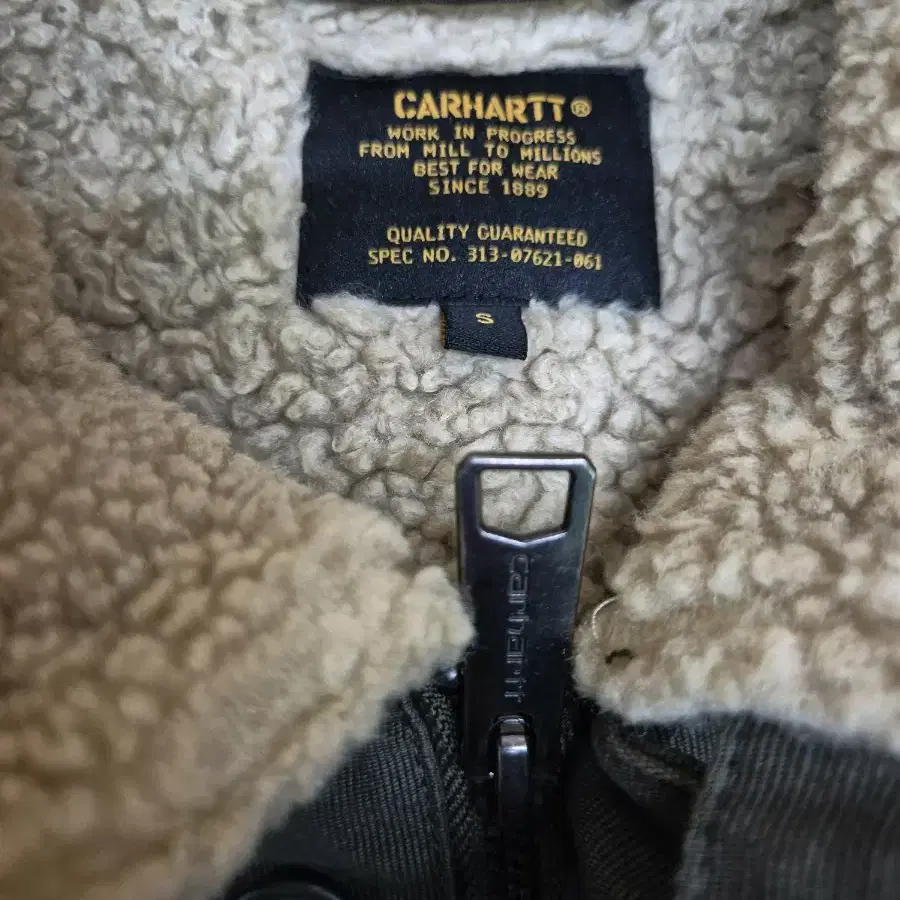 CARHARTT®
WORK IN PROGRESS
FROM MILL TO MILLIONS
BEST FOR WEAR
SINCE 1889
QUALITY GUARANTEED
SPEC NO. 313-07621-061
S
carhartt